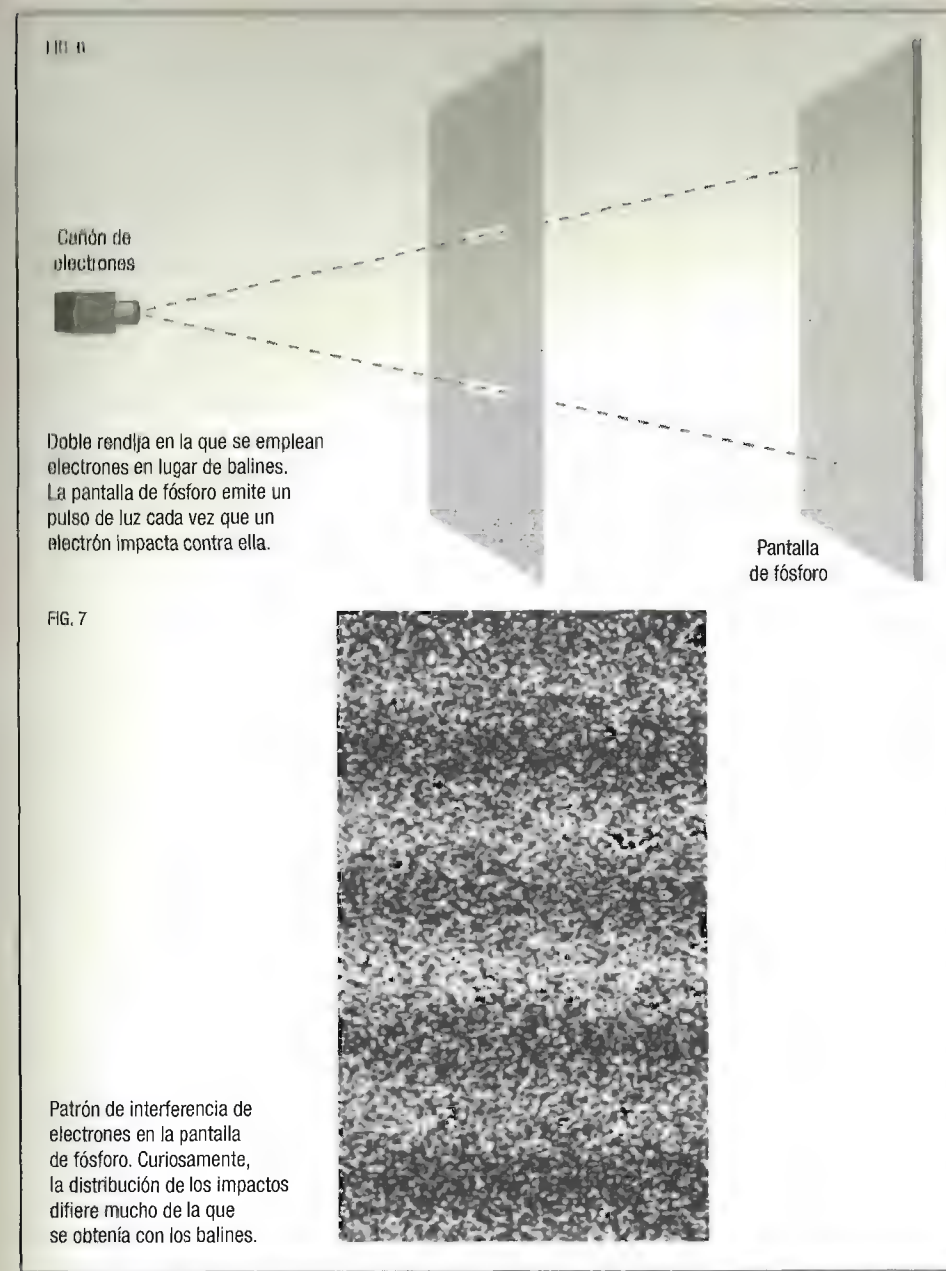 Cañón de
electrones
Doble rendija en la que se emplean
electrones en lugar de balines.
La pantalla de fósforo emite un
pulso de luz cada vez que un
electrón impacta contra ella.
Pantalla
de fósforo
FIG. 7
Patrón de interferencia de
electrones en la pantalla
de fósforo. Curiosamente,
la distribución de los impactos
difiere mucho de la que
se obtenía con los balines.